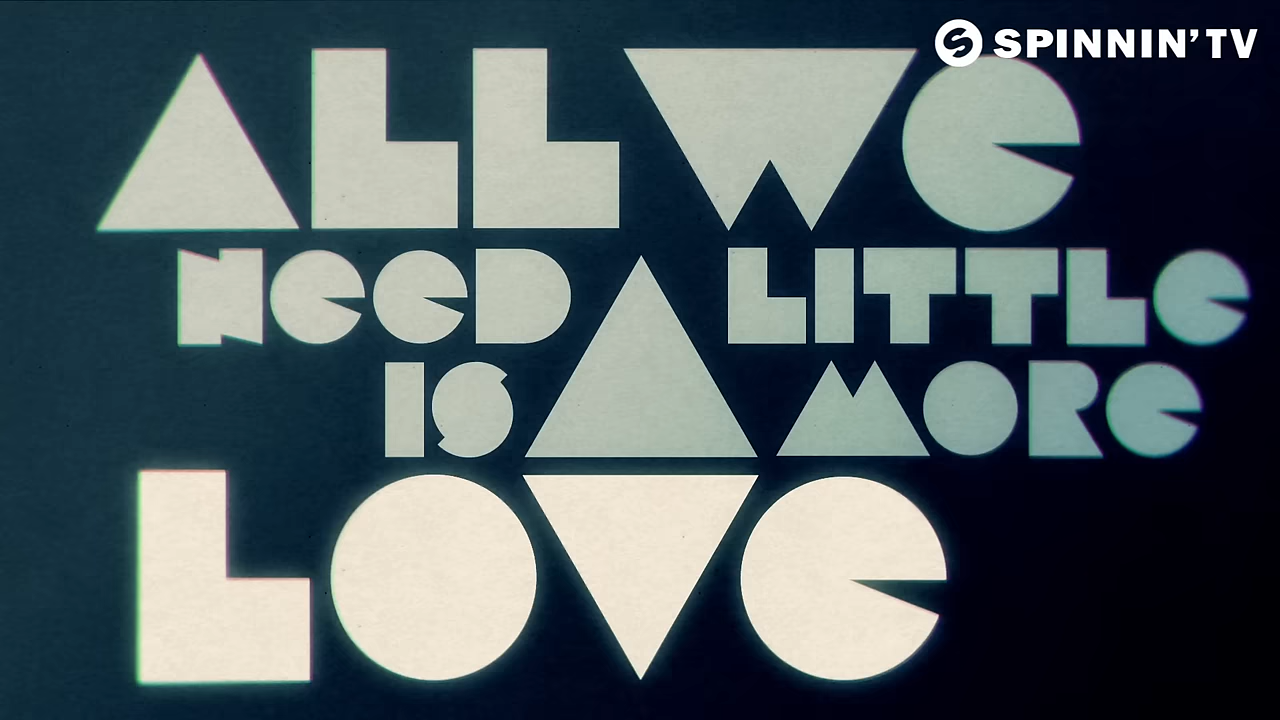 SPINNIN' TV
ALL WE
NEED A LITTLE
IS MORE
LOVE